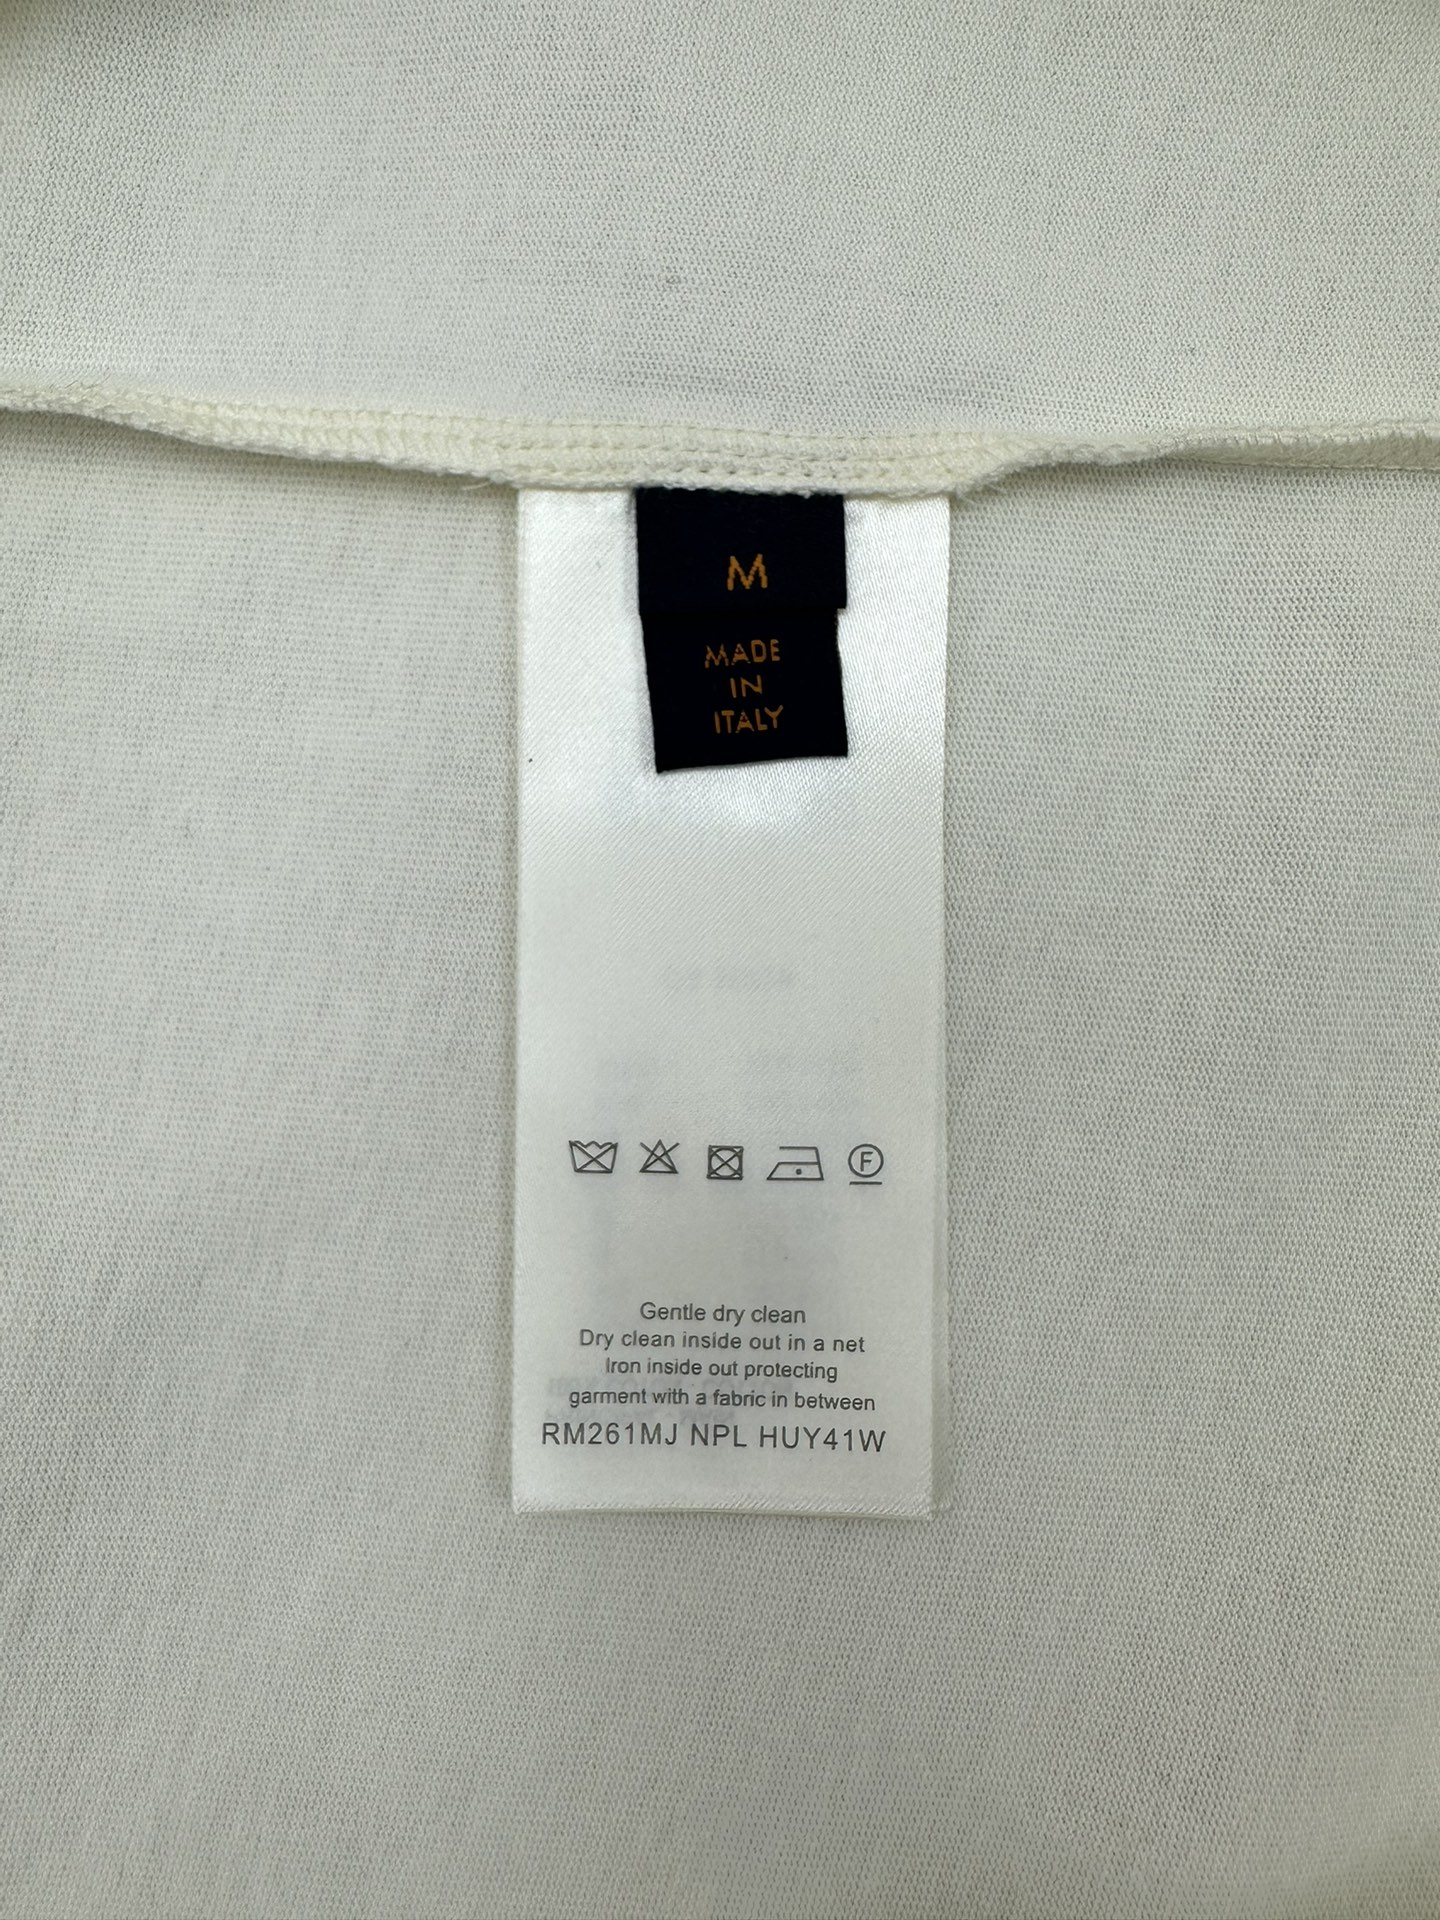 M
MADE
IN
ITALY
F
Gentle dry clean
Dry clean inside out in a net
Iron inside out protecting
garment with a fabric in between
RM261MJ NPL HUY41W